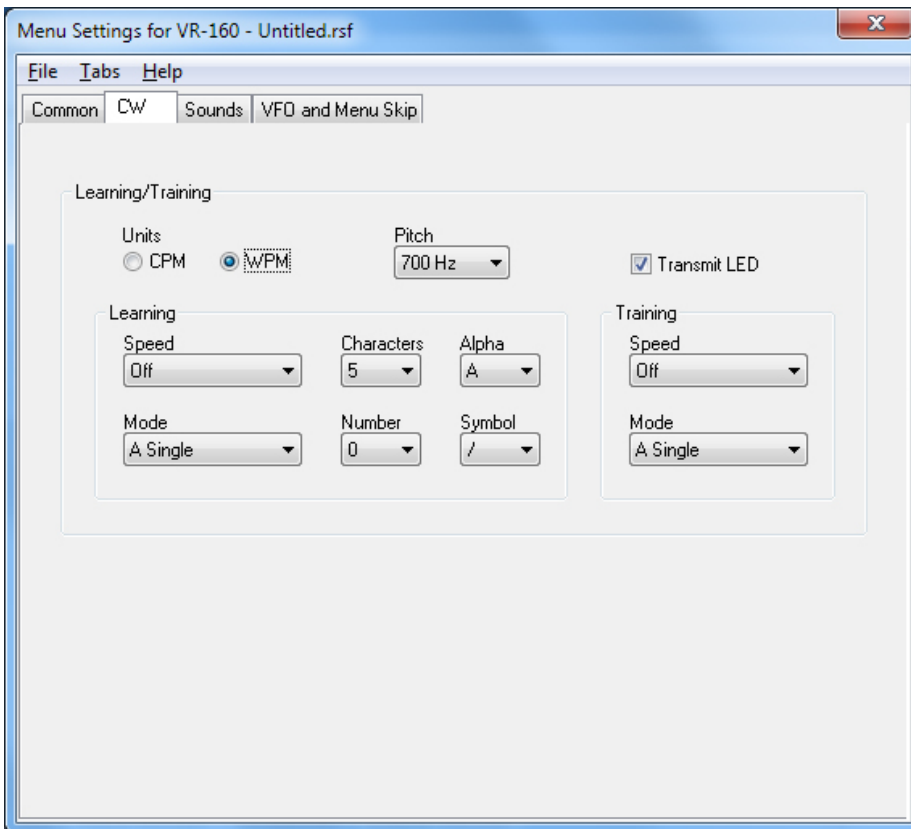 Menu Settings for VR-160 - Untitled.rsf
File Tabs Help
Common CW Sounds VFO and Menu Skip
Learning/Training
Units Pitch
CPM WPM 700 Hz Transmit LED
Learning Training
Speed Characters Alpha Speed
Off 5 A Off
Mode Number Symbol Mode
A Single 0 / A Single